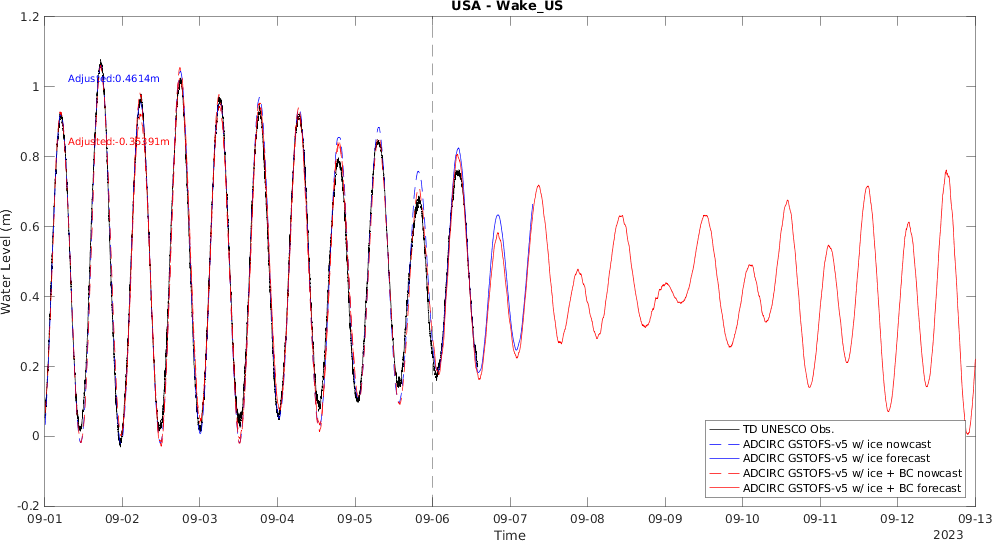 USA - Wake_US
1.2
1
0.8
0.6
0.4
0.2
0
-0.2
Water Level (m)
Adjusted:0.4614m
Adjusted:-0.35391m
TD UNESCO Obs.
ADCIRC GSTOFS-v5 w/ ice nowcast
ADCIRC GSTOFS-v5 w/ ice forecast
ADCIRC GSTOFS-v5 w/ ice + BC nowcast
ADCIRC GSTOFS-v5 w/ ice + BC forecast
09-01 09-02 09-03 09-04 09-05 09-06 09-07 09-08 09-09 09-10 09-11 09-12 09-13
Time
2023